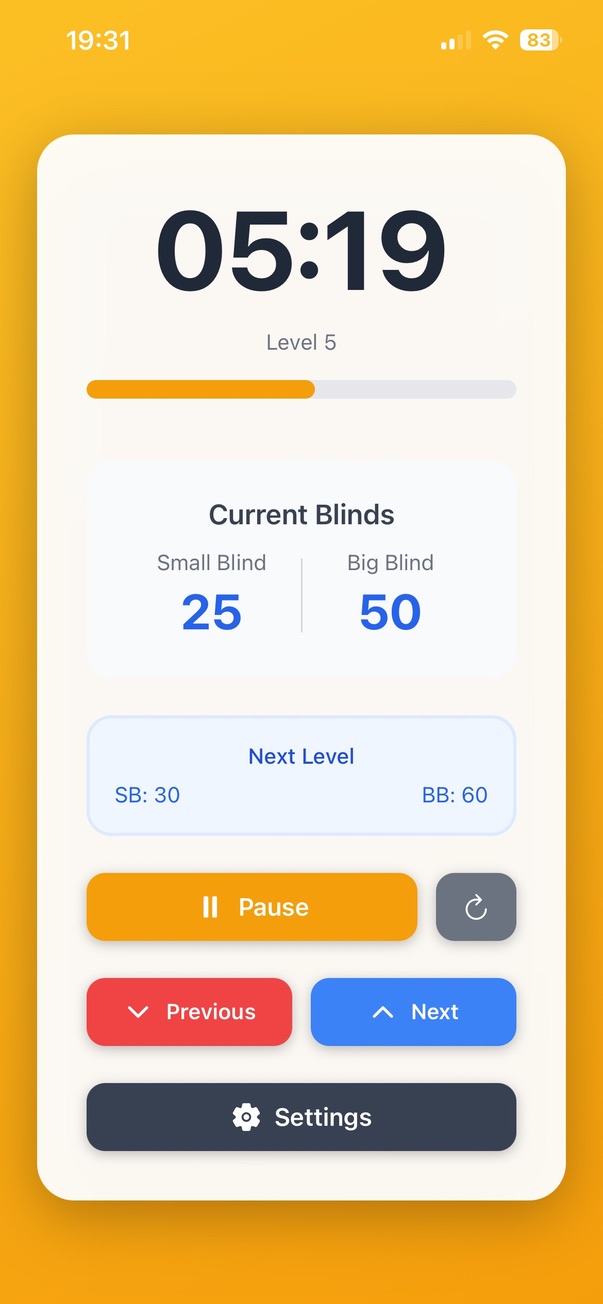 19:31
83
05:19
Level 5
Current Blinds
Small Blind Big Blind
25 50
Next Level
SB: 30 BB: 60
Pause
Previous Next
Settings